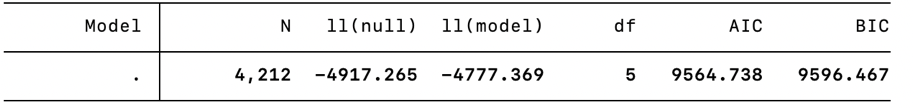 Model N ll(null) ll(model) df AIC BIC
. 4,212 -4917.265 -4777.369 5 9564.738 9596.467